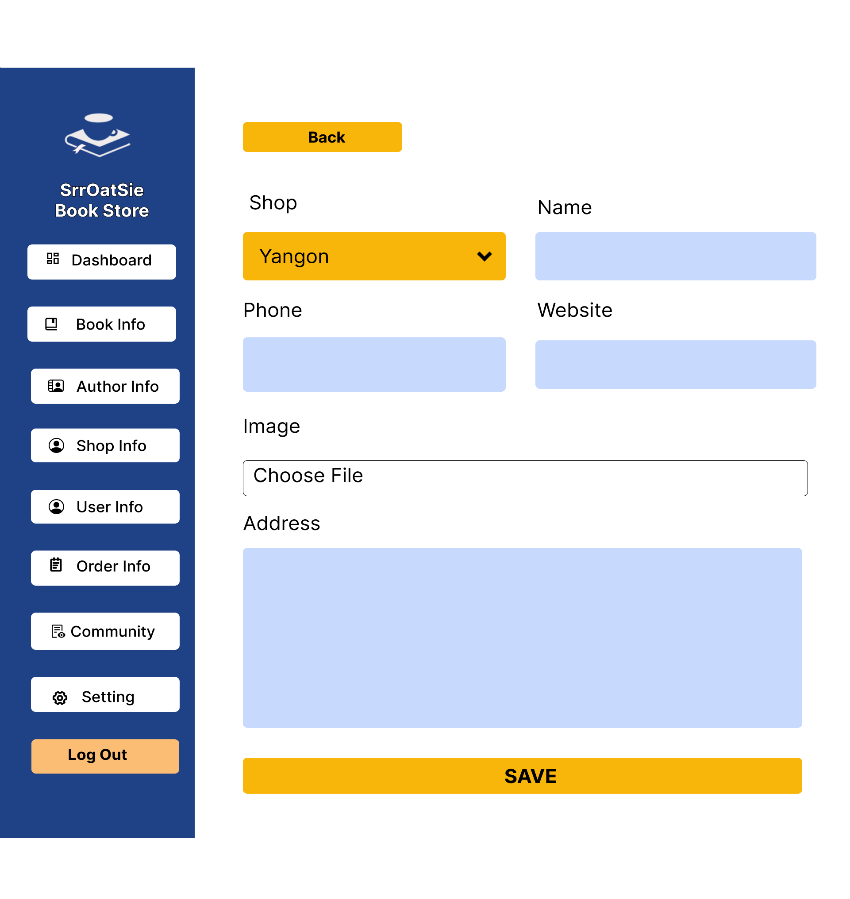 SrrOatSie
Book Store
Dashboard
Book Info
Author Info
Shop Info
User Info
Order Info
Community
Setting
Log Out
Back
Shop
Name
Yangon
Phone
Website
Image
Choose File
Address
SAVE